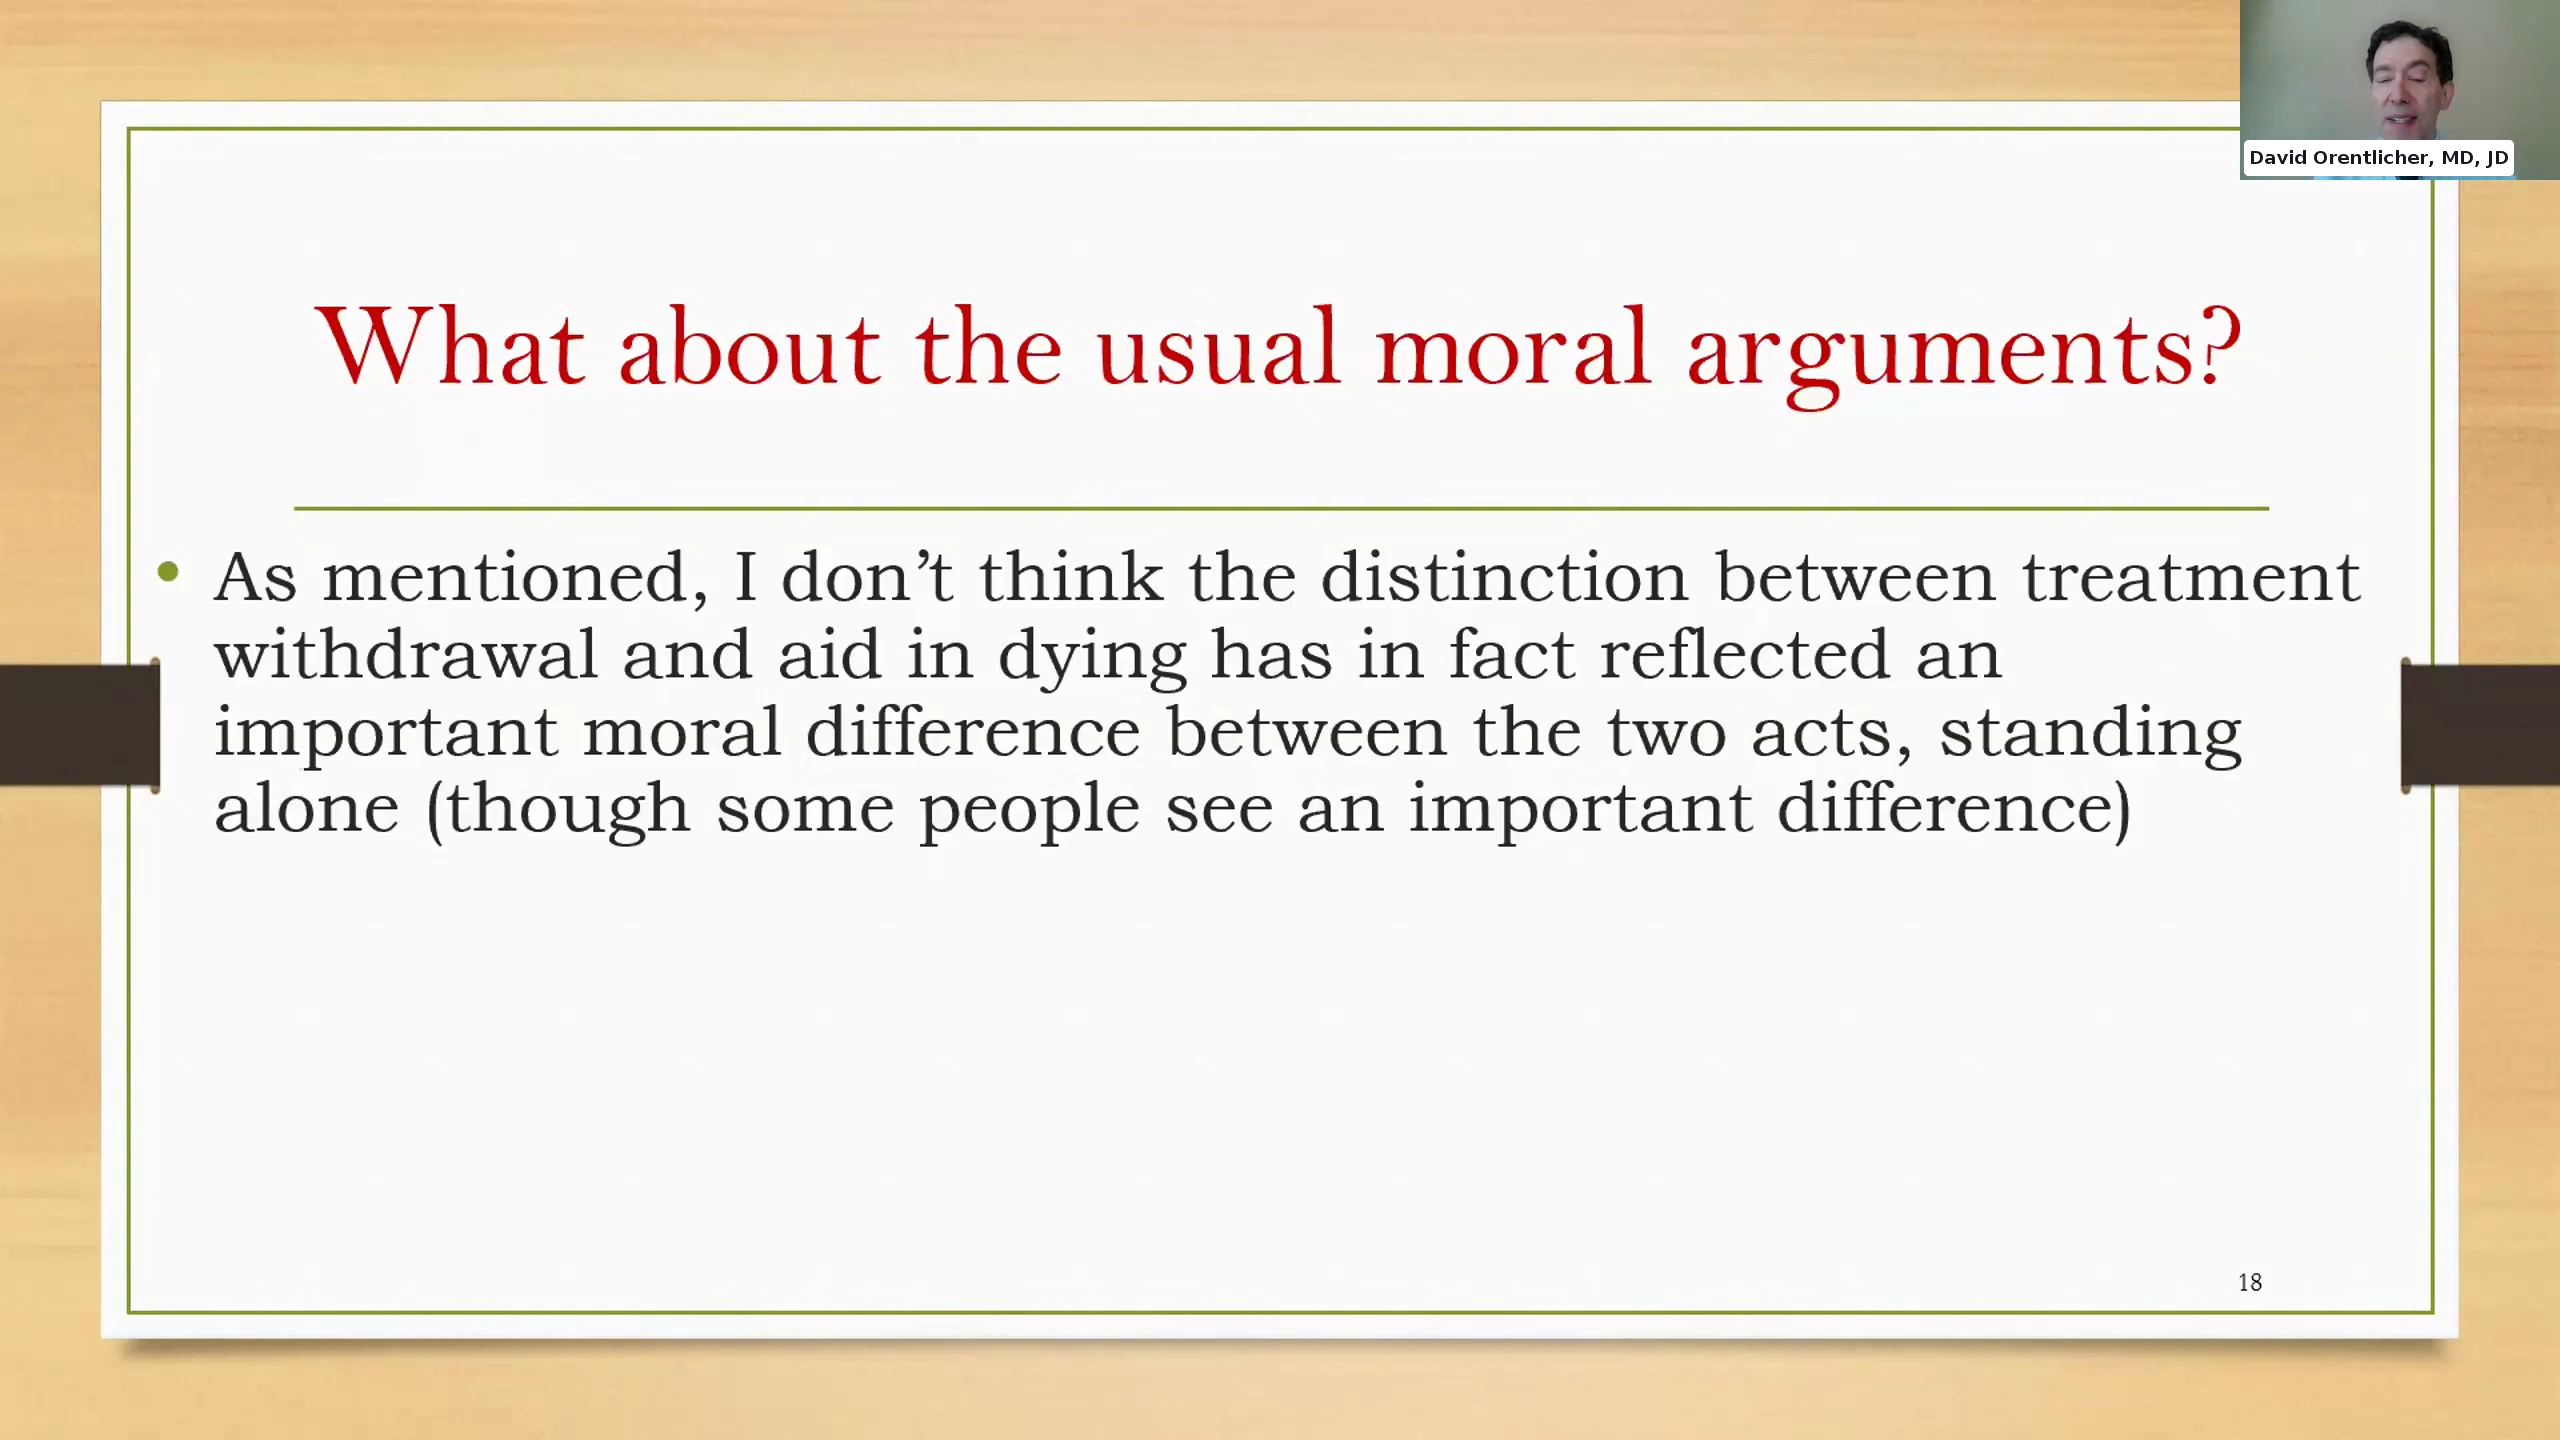 David Orentlicher, MD, JD
What about the usual moral arguments?
• As mentioned, I don’t think the distinction between treatment
withdrawal and aid in dying has in fact reflected an
important moral difference between the two acts, standing
alone (though some people see an important difference)
18